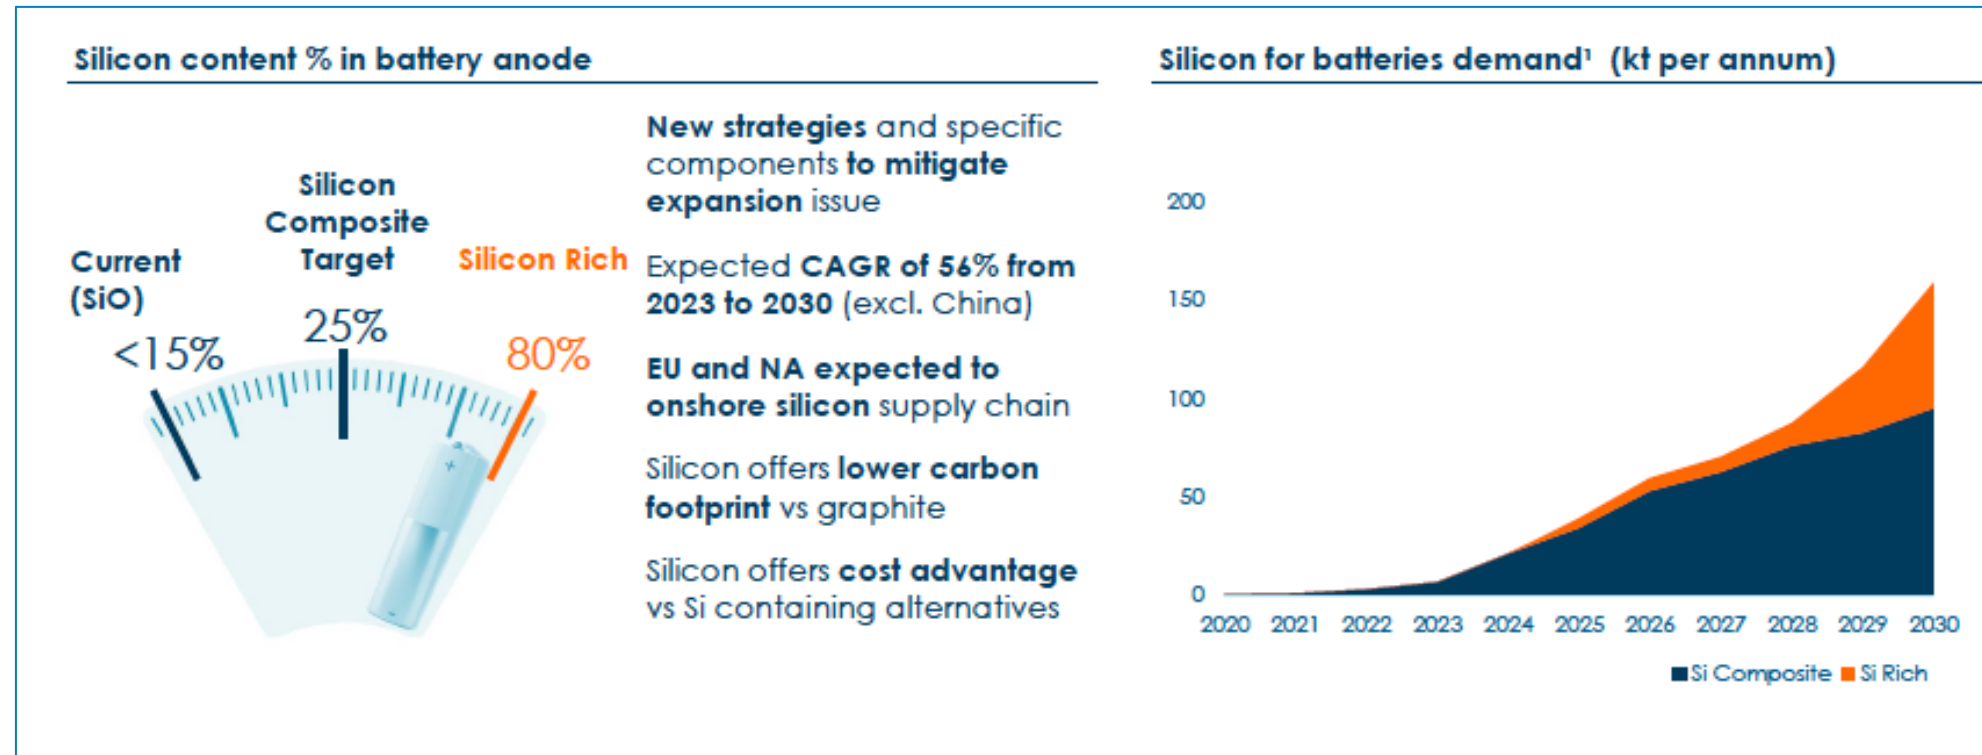 Silicon content % in battery anode
Current
(SiO)
<15%
Silicon
Composite
Target
25%
Silicon Rich
80%
+
-
New strategies and specific
components to mitigate
expansion issue
Expected CAGR of 56% from
2023 to 2030 (excl. China)
EU and NA expected to
onshore silicon supply chain
Silicon offers lower carbon
footprint vs graphite
Silicon offers cost advantage
vs Si containing alternatives
Silicon for batteries demand¹ (kt per annum)
200
150
100
50
0
2020 2021 2022 2023 2024 2025 2026 2027 2028 2029 2030
Si Composite Si Rich